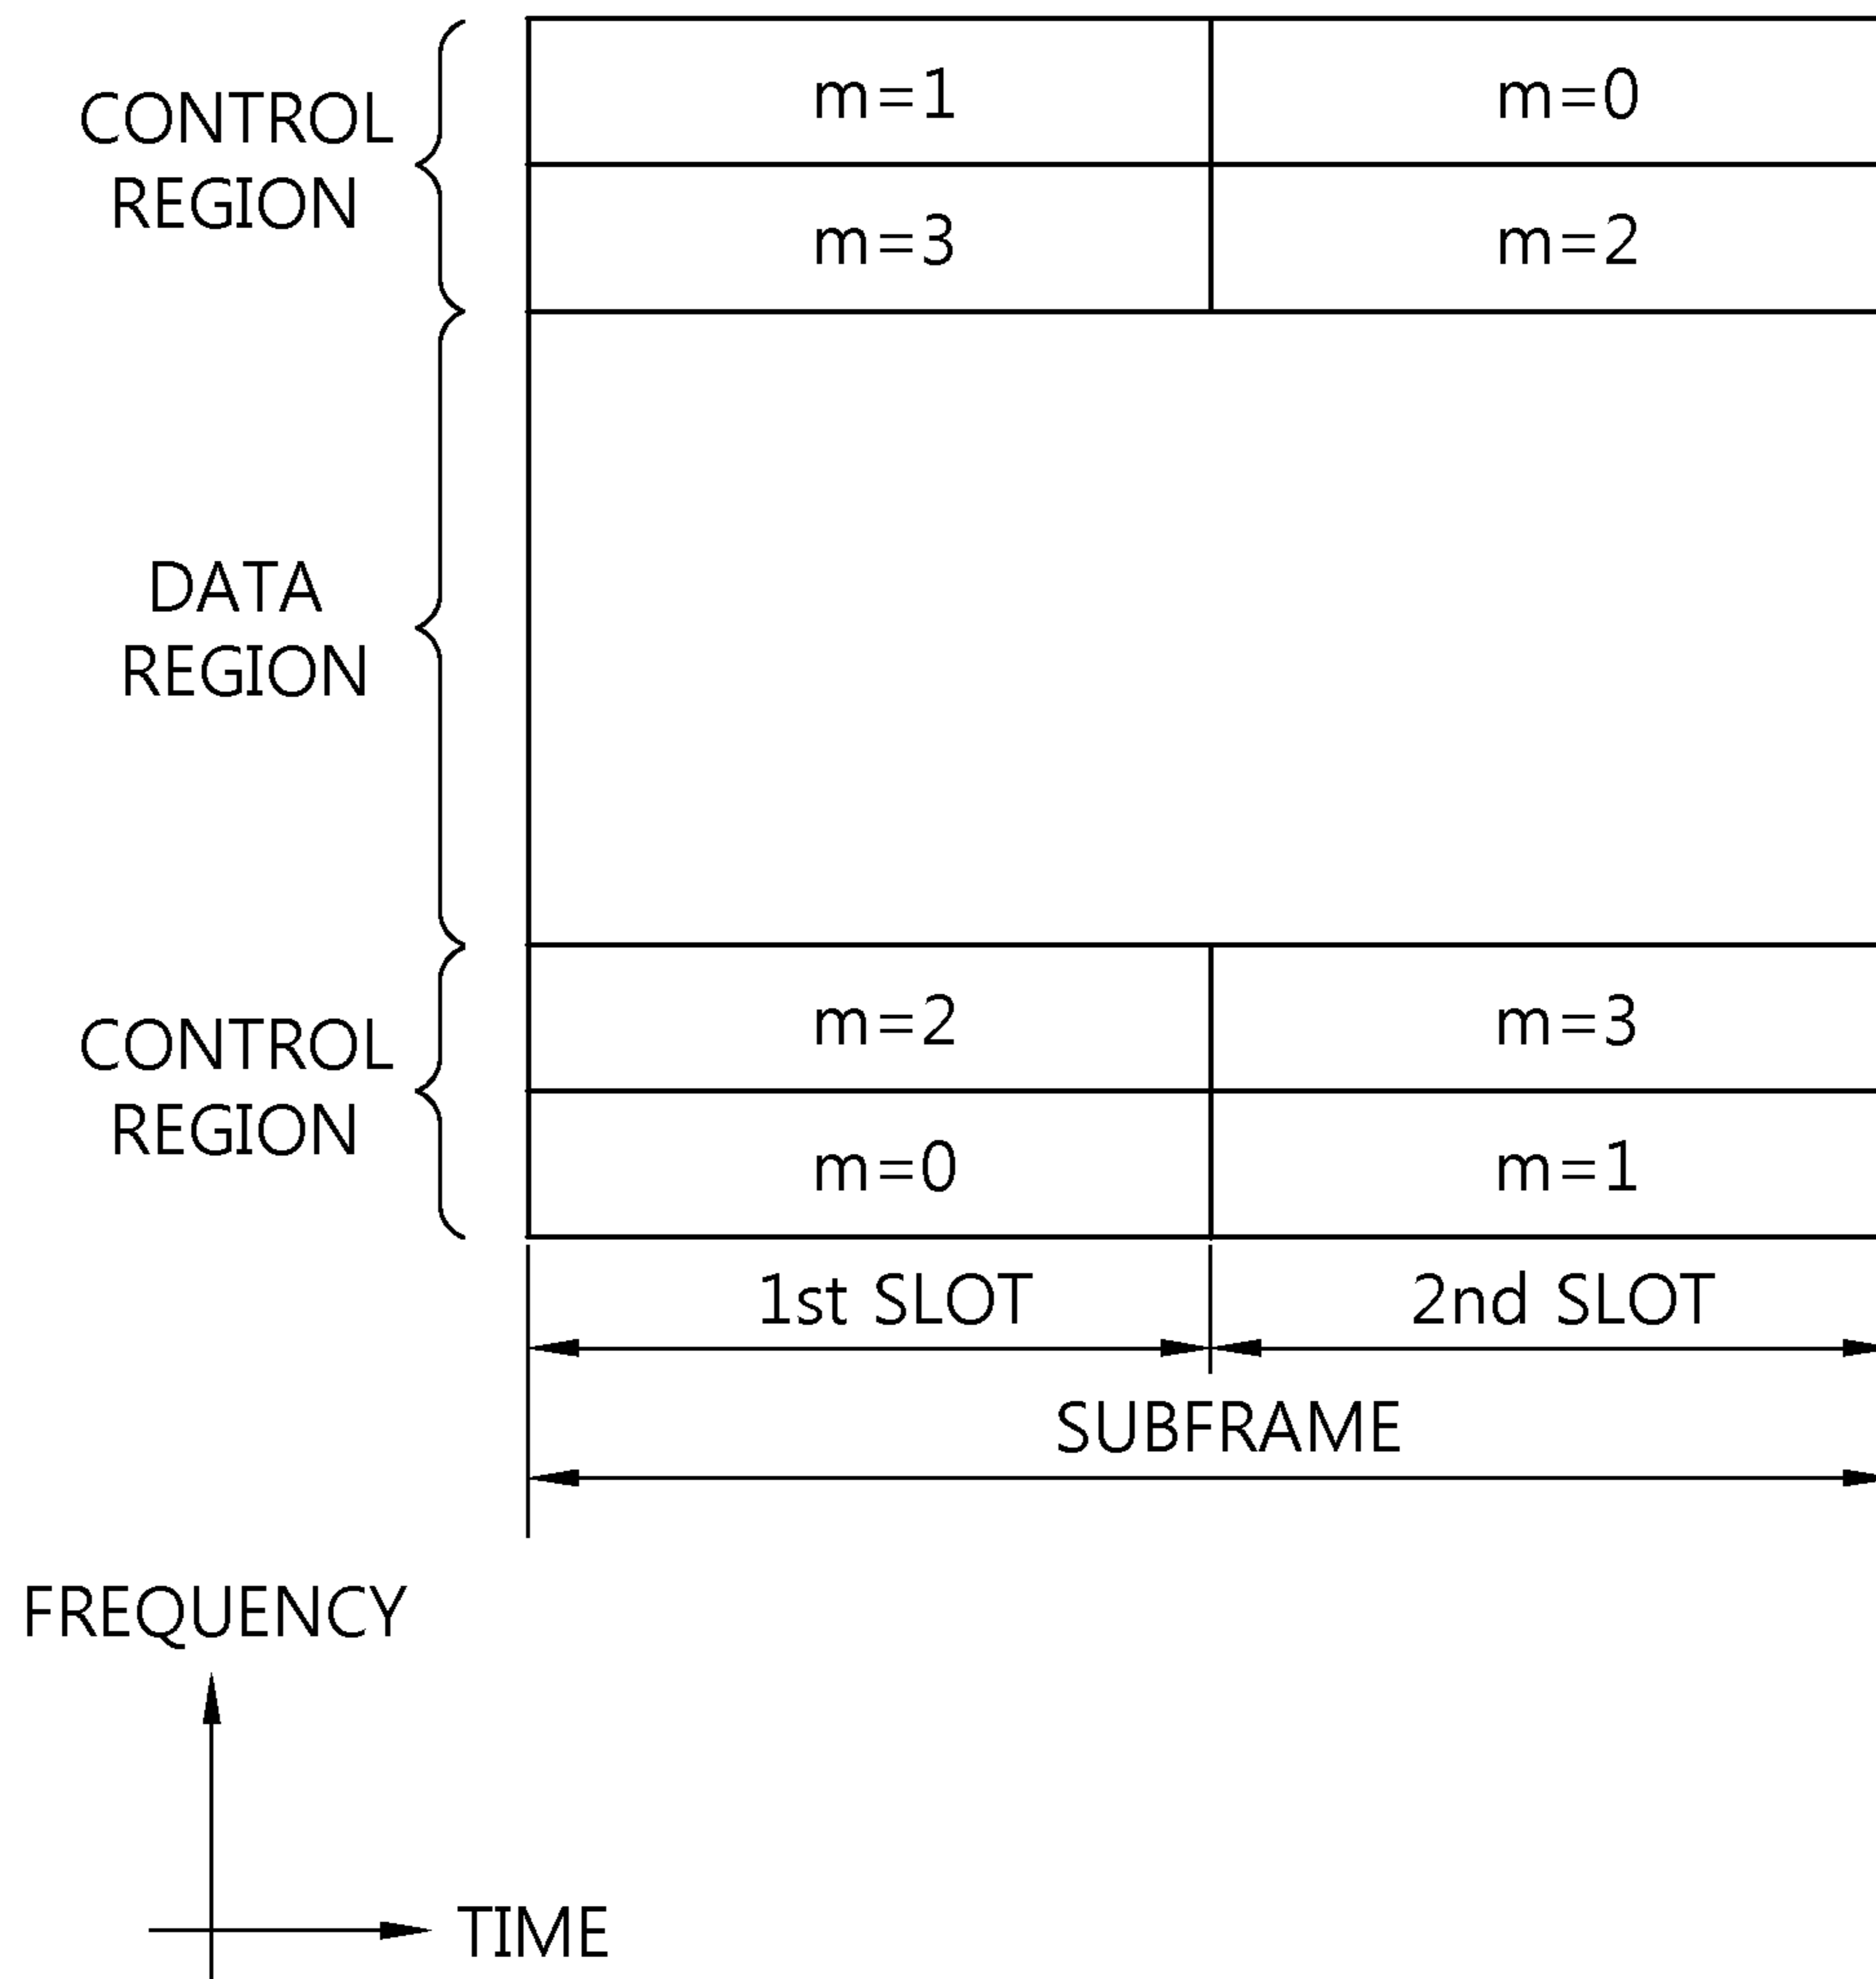 CONTROL
REGION
m=1
m=0
m=3
m=2
DATA
REGION
CONTROL
REGION
m=2
m=3
m=0
m=1
1st SLOT
2nd SLOT
SUBFRAME
FREQUENCY
TIME